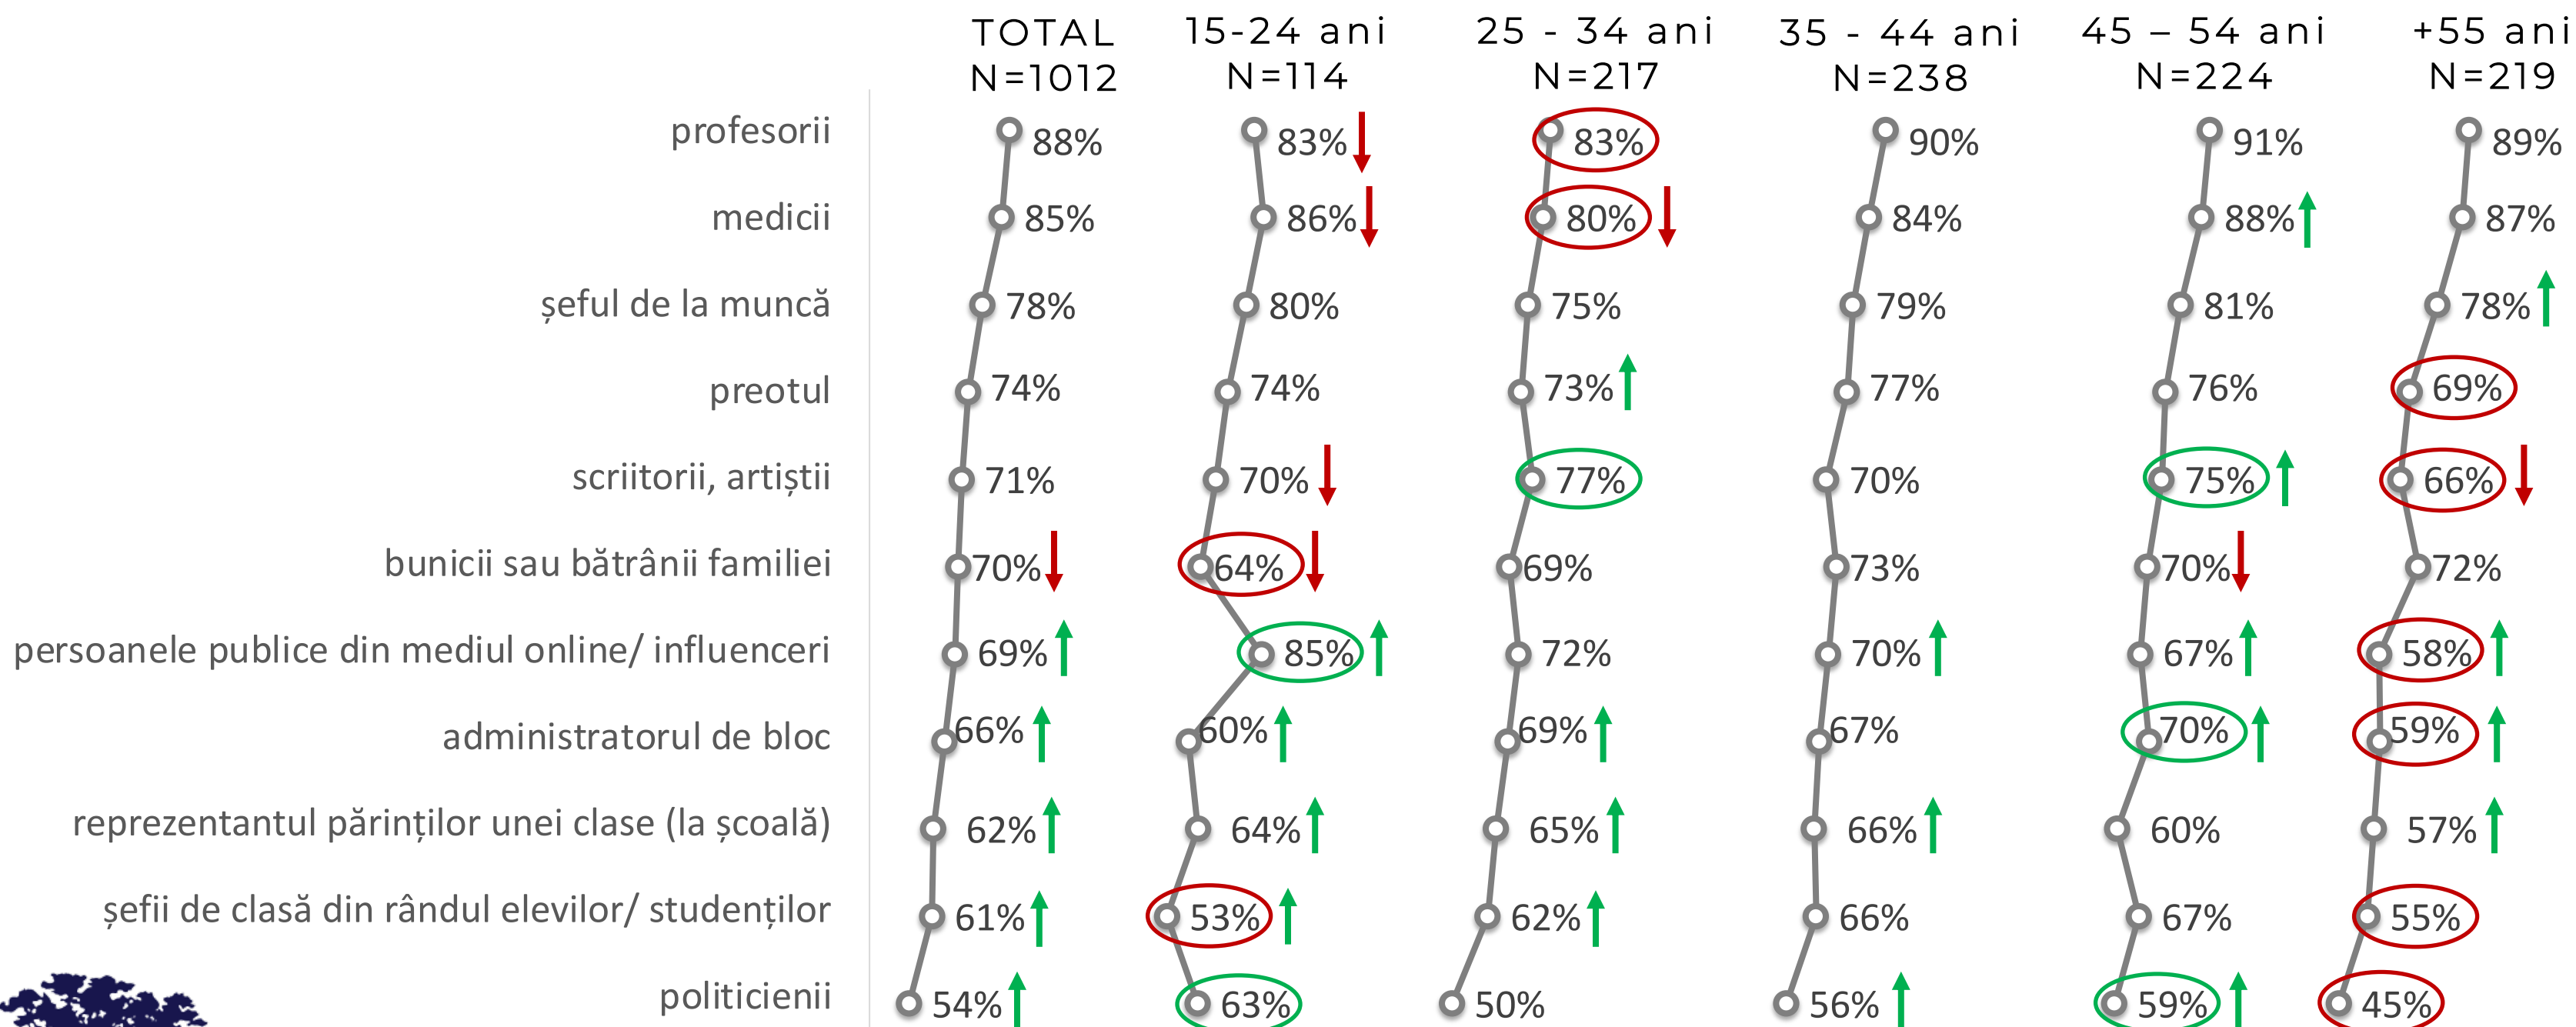 TOTAL 15-24 ani 25 - 34 ani 35 - 44 ani 45 – 54 ani +55 ani
N=1012 N=114 N=217 N=238 N=224 N=219
profesorii 88% 83% 83% 90% 91% 89%
medicii 85% 86% 80% 84% 88% 87%
șeful de la muncă 78% 80% 75% 79% 81% 78%
preotul 74% 74% 73% 77% 76% 69%
scriitorii, artiștii 71% 70% 77% 70% 75% 66%
bunicii sau bătrânii familiei 70% 64% 69% 73% 70% 72%
persoanele publice din mediul online/ influenceri 69% 85% 72% 70% 67% 58%
administratorul de bloc 66% 60% 69% 67% 70% 59%
reprezentantul părinților unei clase (la școală) 62% 64% 65% 66% 60% 57%
șefii de clasă din rândul elevilor/ studenților 61% 53% 62% 66% 67% 55%
politicienii 54% 63% 50% 56% 59% 45%